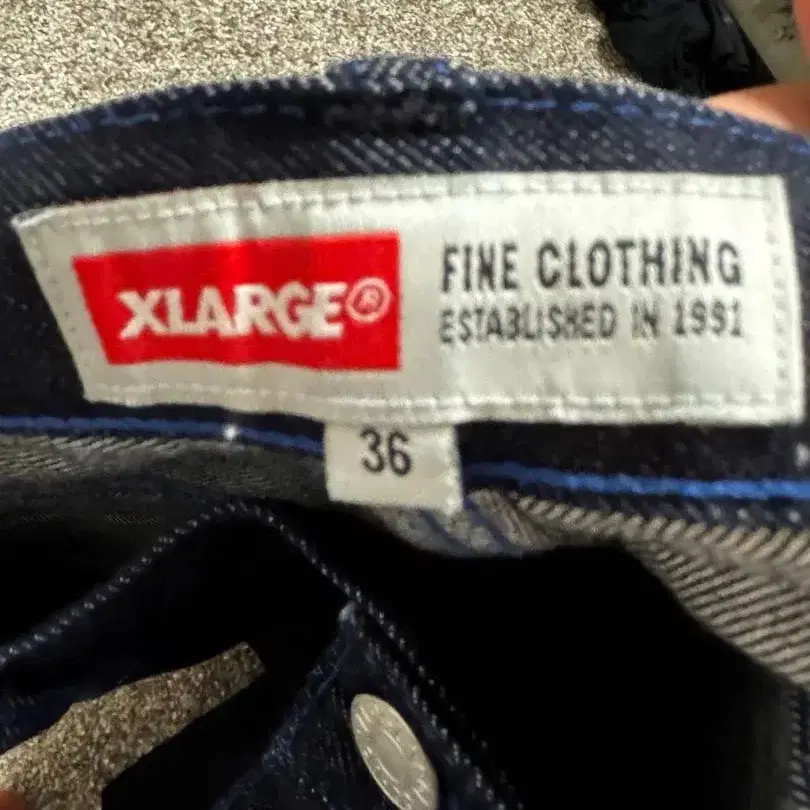 XLARGE®
FINE CLOTHING
ESTABLISHED IN 1991
36